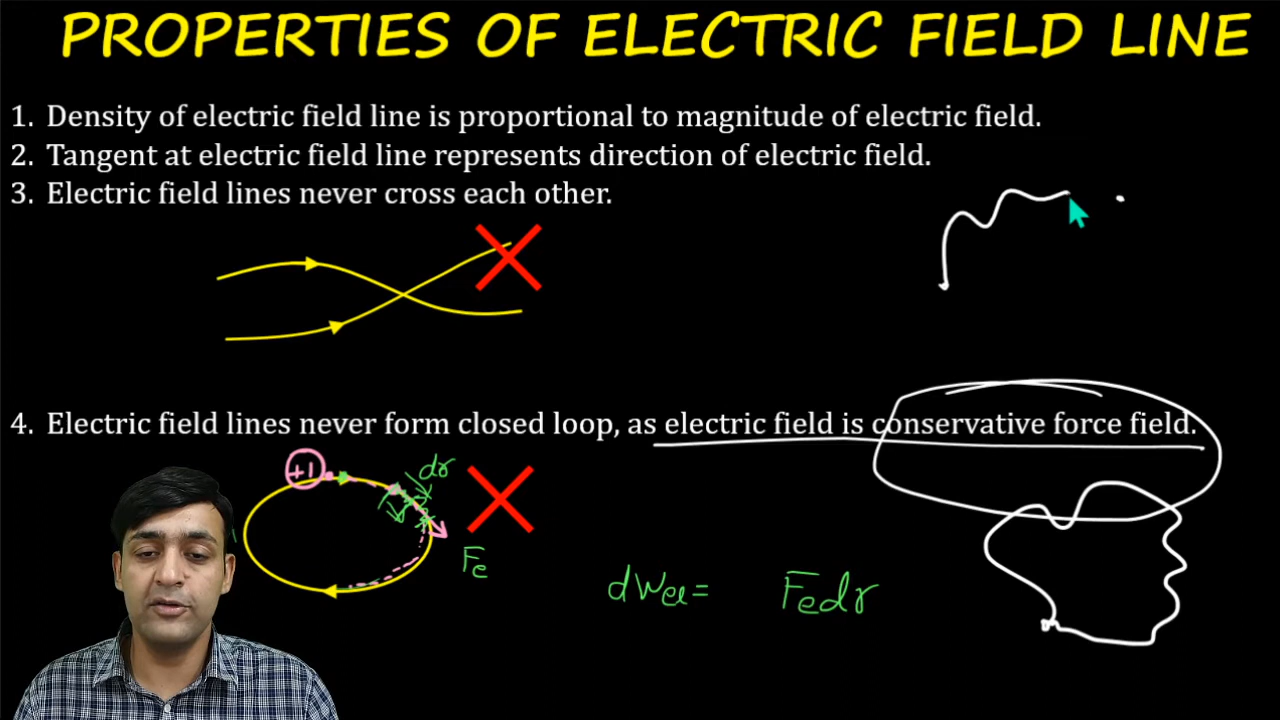 PROPERTIES OF ELECTRIC FIELD LINE
1. Density of electric field line is proportional to magnitude of electric field.
2. Tangent at electric field line represents direction of electric field.
3. Electric field lines never cross each other.
4. Electric field lines never form closed loop, as electric field is conservative force field.
+1
dr
Fe
dwel= Fedr